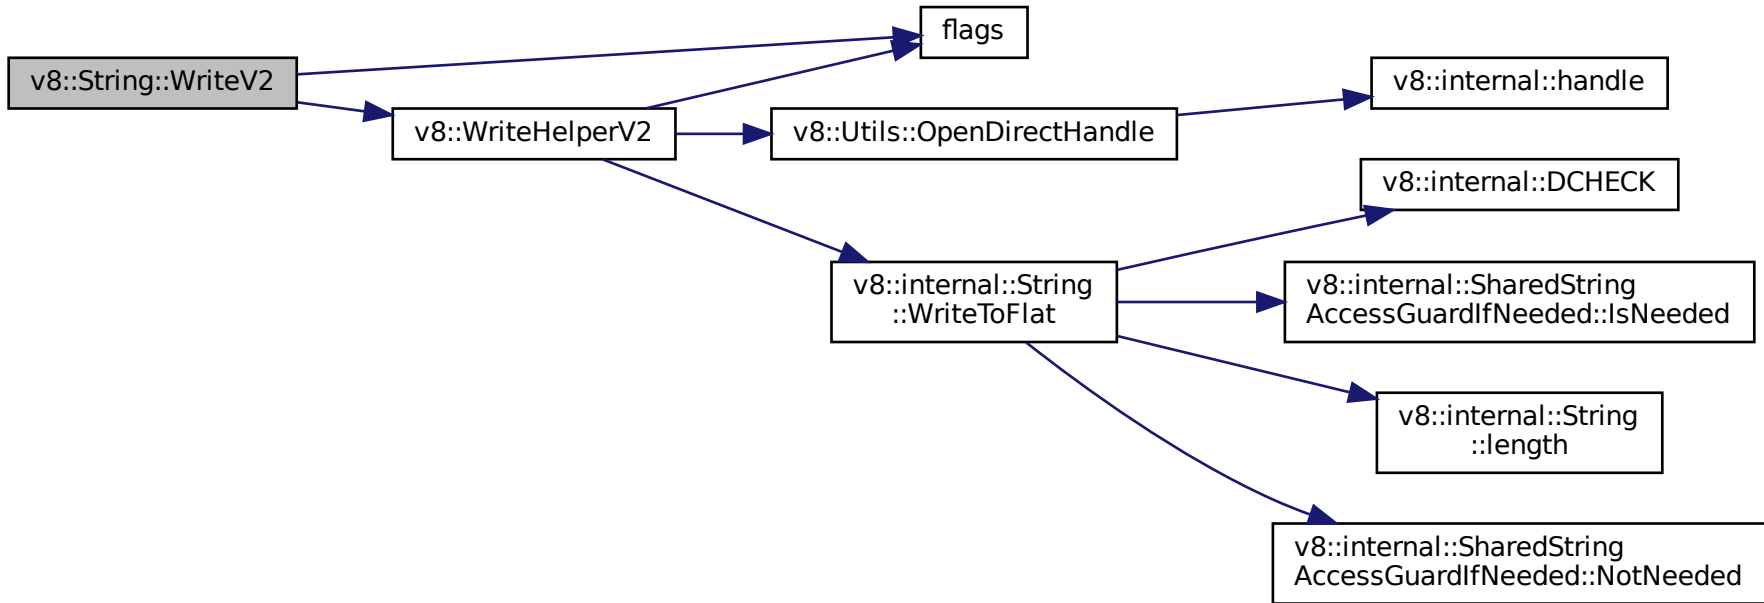 v8::String::WriteV2
flags
v8::WriteHelperV2
v8::Utils::OpenDirectHandle
v8::internal::handle
v8::internal::String
::WriteToFlat
v8::internal::DCHECK
v8::internal::SharedString
AccessGuardIfNeeded::IsNeeded
v8::internal::String
::length
v8::internal::SharedString
AccessGuardIfNeeded::NotNeeded